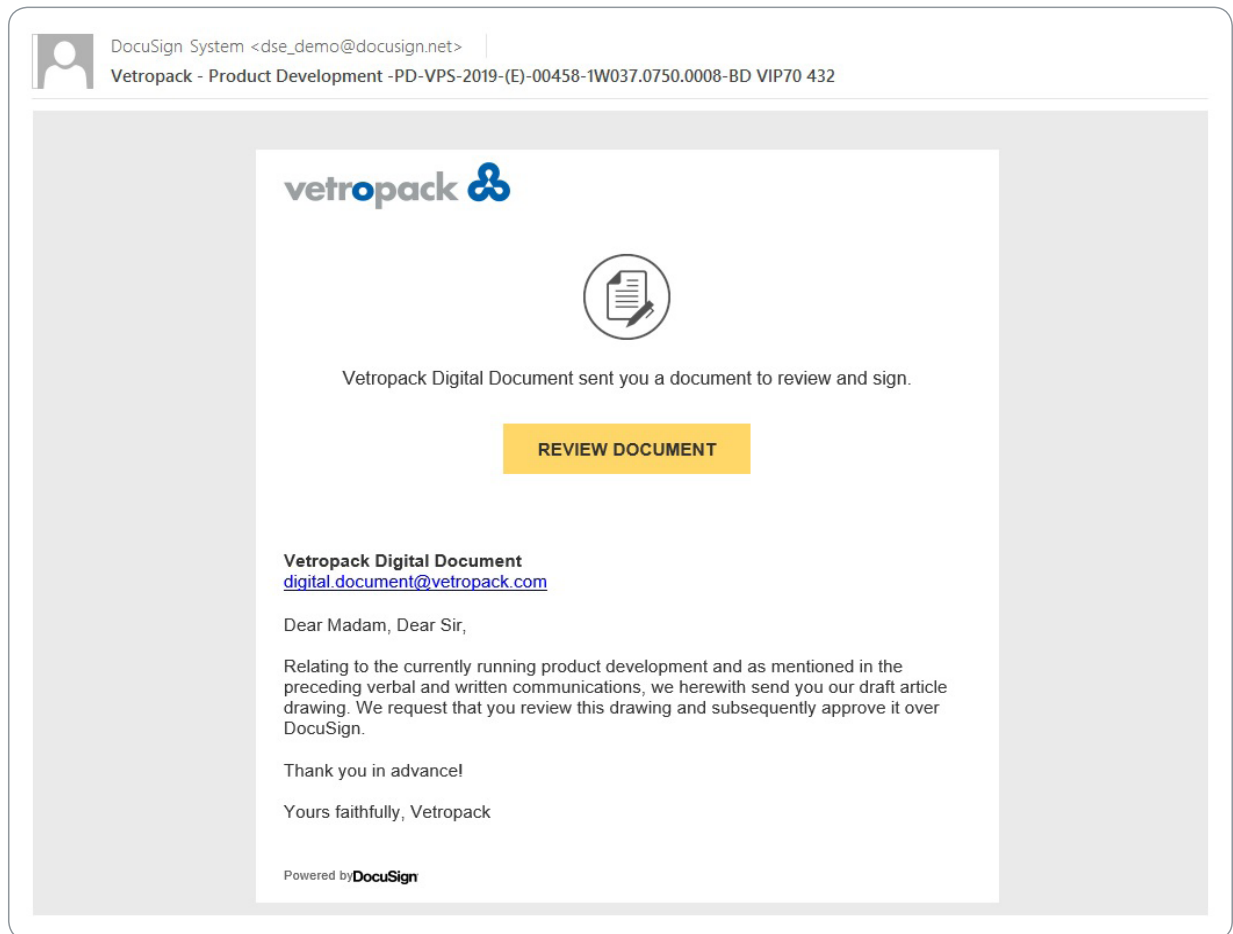 DocuSign System <dse_demo@docusign.net>
Vetropack - Product Development -PD-VPS-2019-(E)-00458-1W037.0750.0008-BD VIP70 432
vetropack
Vetropack Digital Document sent you a document to review and sign.
REVIEW DOCUMENT
Vetropack Digital Document
digital.document@vetropack.com
Dear Madam, Dear Sir,
Relating to the currently running product development and as mentioned in the
preceding verbal and written communications, we herewith send you our draft article
drawing. We request that you review this drawing and subsequently approve it over
DocuSign.
Thank you in advance!
Yours faithfully, Vetropack
Powered by DocuSign